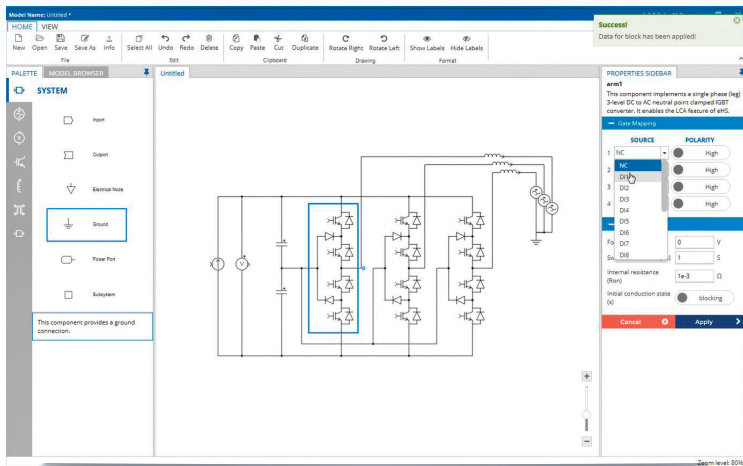 Model Name: Untitled *
HOME VIEW
New Open Save Save As Info Select All Undo Redo Delete Copy Paste Cut Duplicate Rotate Right Rotate Left Show Labels Hide Labels
File Edit Clipboard Drawing Format
Success!
Data for block has been applied!
PALETTE MODEL BROWSER
SYSTEM
Inport
Outport
Electrical Node
Ground
Power Port
Subsystem
This component provides a ground
connection.
Untitled
V
PROPERTIES SIDEBAR
arm1
This component implements a single phase (leg)
3-level DC to AC neutral point clamped IGBT
converter. It enables the LCA feature of eHS.
Gate Mapping
SOURCE POLARITY
1 NC High
NC
2 DI1 High
DI2
3 DI3 High
DI4
4 DI5 High
DI6
DI7
DI8
Fo 0 V
Sw 1 S
Internal resistance
(Ron) 1e-3 Ω
Initial conduction state
(s) blocking
Cancel Apply
Zoom level: 80%